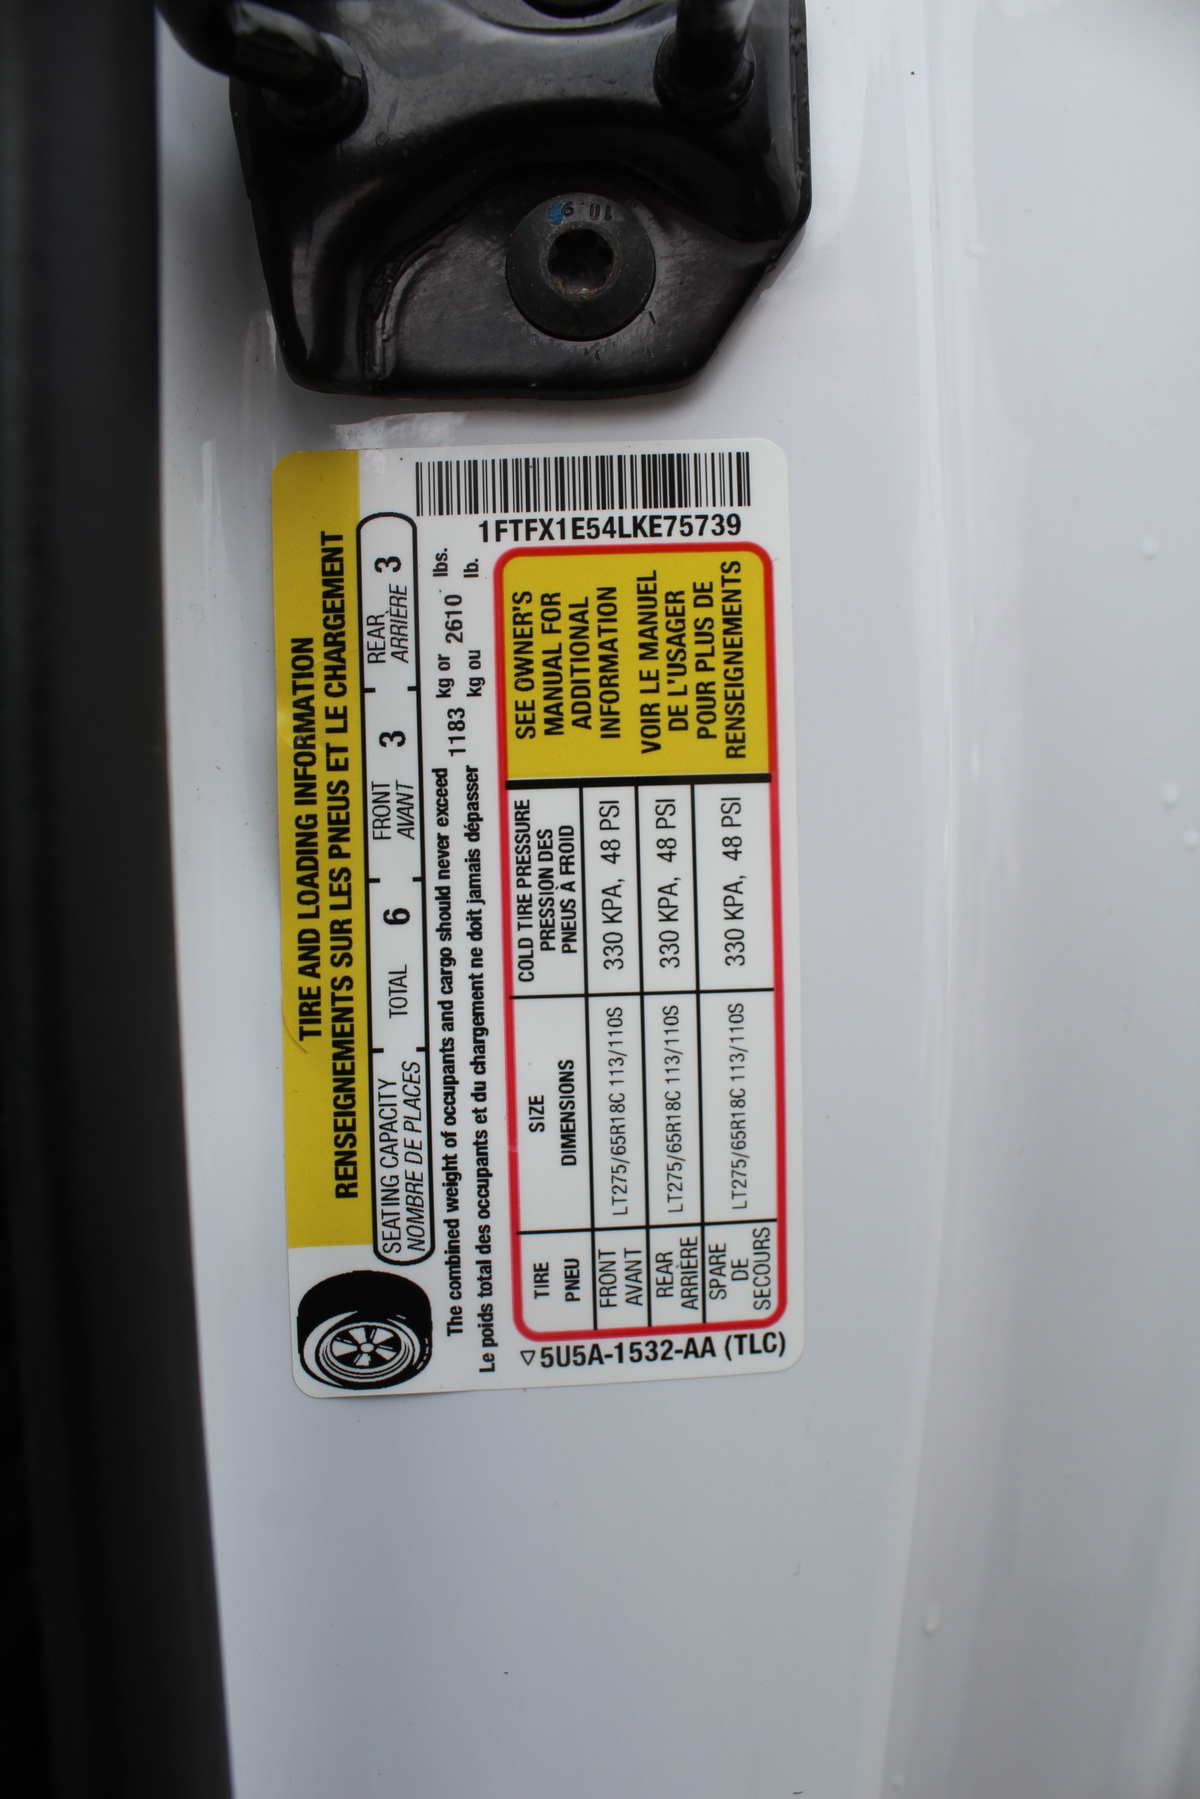 10.9
TIRE AND LOADING INFORMATION
RENSEIGNEMENTS SUR LES PNEUS ET LE CHARGEMENT
SEATING CAPACITY
NOMBRE DE PLACES
TOTAL 6
FRONT
AVANT 3
REAR
ARRIÈRE 3
The combined weight of occupants and cargo should never exceed 1183 kg or 2610 lbs.
Le poids total des occupants et du chargement ne doit jamais dépasser kg ou lb.
TIRE
PNEU
SIZE
DIMENSIONS
COLD TIRE PRESSURE
PRESSION DES
PNEUS À FROID
FRONT
AVANT
LT275/65R18C 113/110S
330 KPA, 48 PSI
REAR
ARRIÈRE
LT275/65R18C 113/110S
330 KPA, 48 PSI
SPARE
DE
SECOURS
LT275/65R18C 113/110S
330 KPA, 48 PSI
SEE OWNER'S
MANUAL FOR
ADDITIONAL
INFORMATION
VOIR LE MANUEL
DE L'USAGER
POUR PLUS DE
RENSEIGNEMENTS
1FTFX1E54LKE75739
5U5A-1532-AA (TLC)